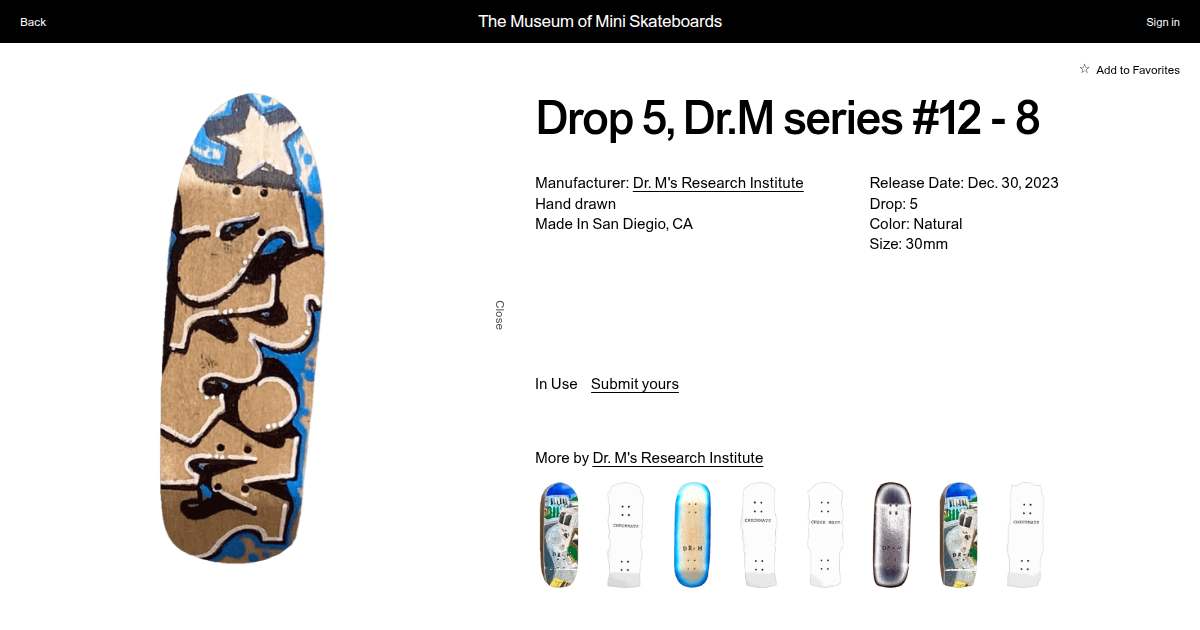 Back
The Museum of Mini Skateboards
Sign in
☆ Add to Favorites
Drop 5, Dr.M series #12 - 8
Manufacturer: Dr. M's Research Institute
Hand drawn
Made In San Diegio, CA
Release Date: Dec. 30, 2023
Drop: 5
Color: Natural
Size: 30mm
Close
In Use Submit yours
More by Dr. M's Research Institute